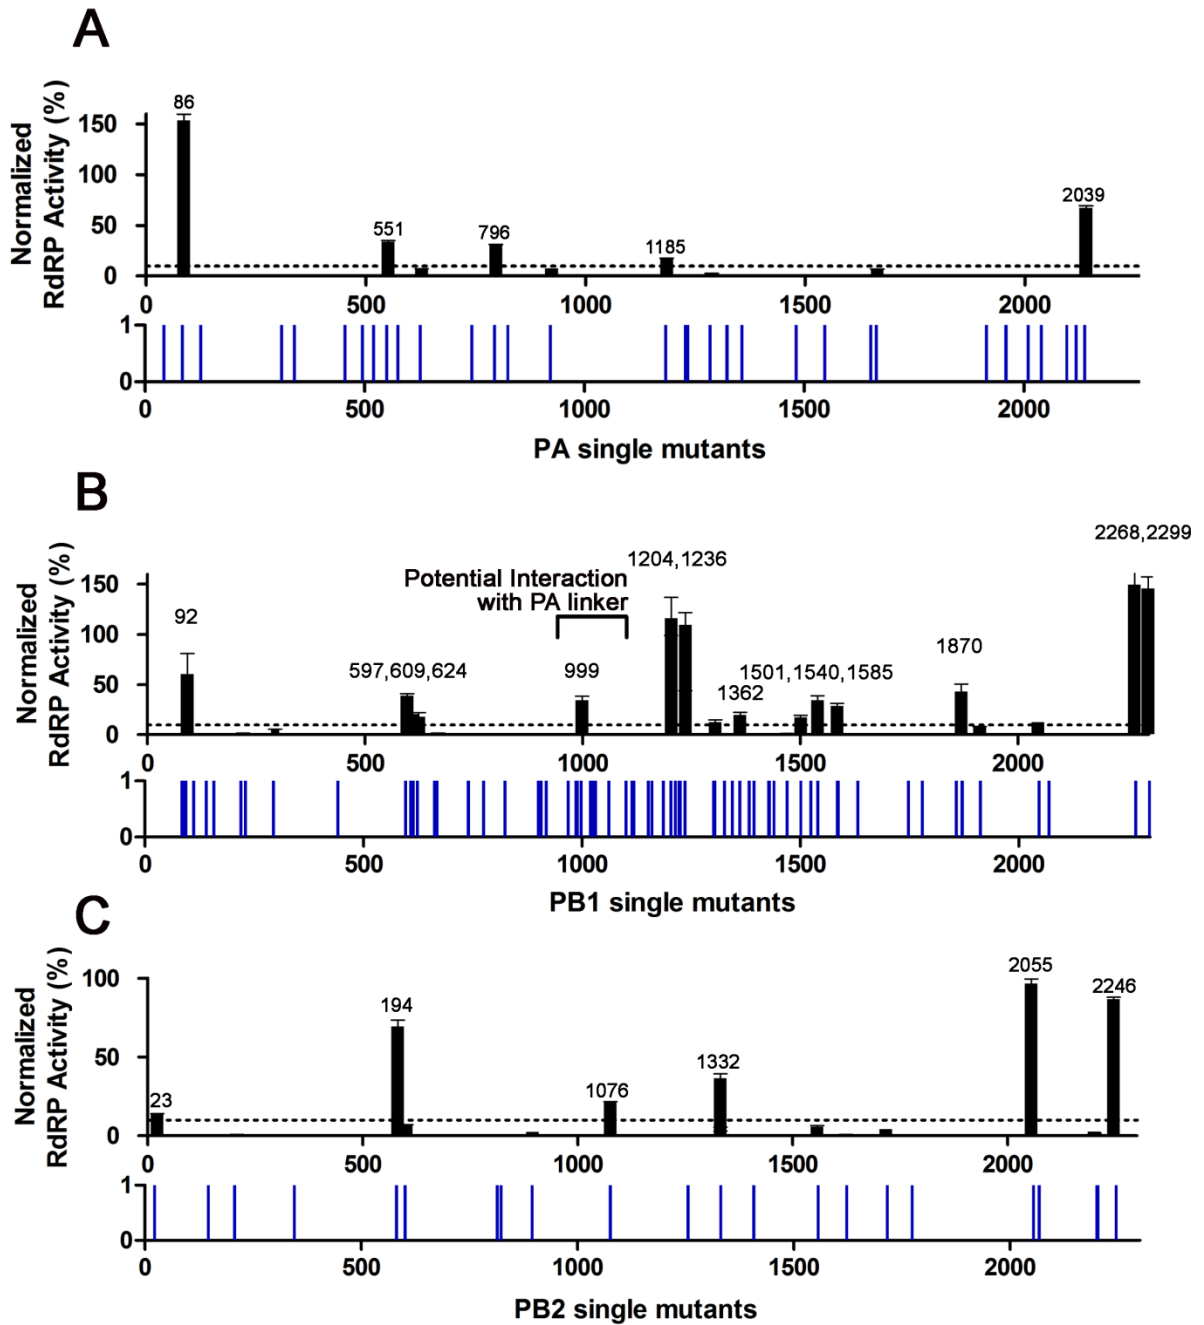 A
Normalized
RdRP Activity (%)
150
100
50
0
86
551
796
1185
2039
0 500 1000 1500 2000
1
0
0 500 1000 1500 2000
PA single mutants
B
Normalized
RdRP Activity (%)
150
100
50
0
92
597,609,624
Potential Interaction
with PA linker
999
1204,1236
1362
1501,1540,1585
1870
2268,2299
0 500 1000 1500 2000
1
0
0 500 1000 1500 2000
PB1 single mutants
C
Normalized
RdRP Activity (%)
100
50
0
23
194
1076
1332
2055
2246
0 500 1000 1500 2000
1
0
0 500 1000 1500 2000
PB2 single mutants